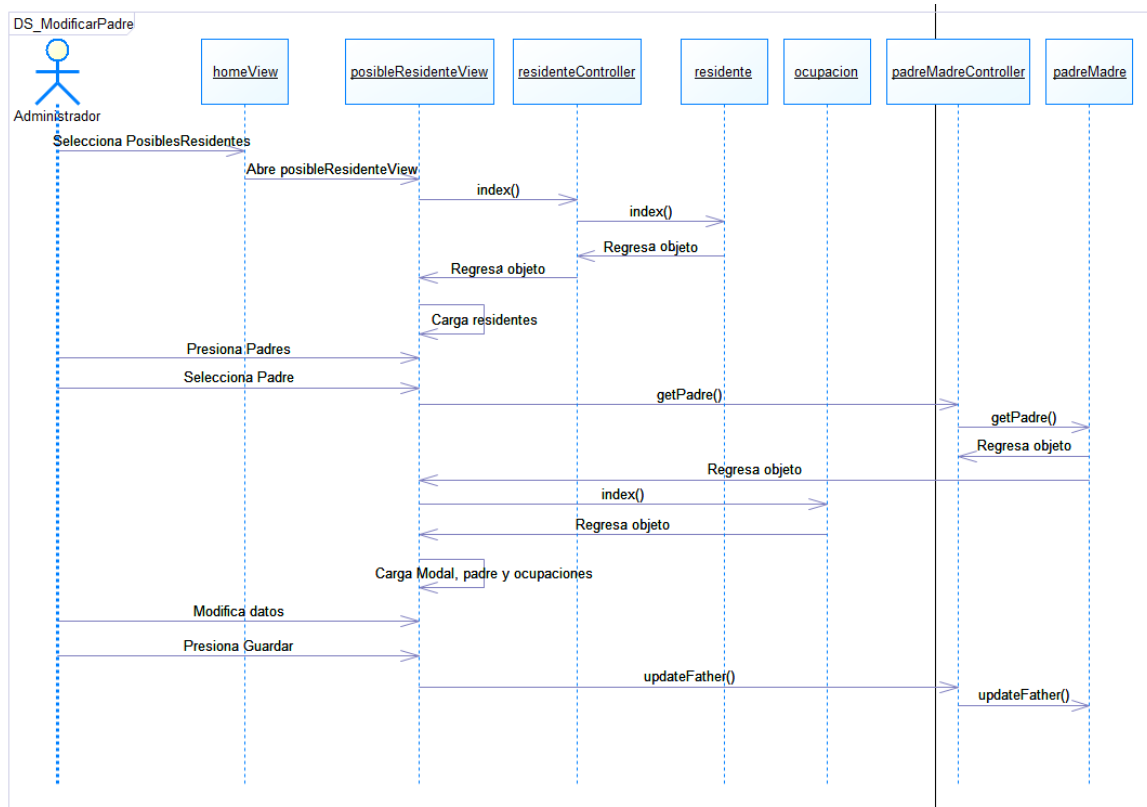 DS_ModificarPadre
homeView
posibleResidenteView
residenteController
residente
ocupacion
padreMadreController
padreMadre
Administrador
Selecciona PosiblesResidentes
Abre posibleResidenteView
index()
index()
Regresa objeto
Regresa objeto
Carga residentes
Presiona Padres
Selecciona Padre
getPadre()
getPadre()
Regresa objeto
Regresa objeto
index()
Regresa objeto
Carga Modal, padre y ocupaciones
Modifica datos
Presiona Guardar
updateFather()
updateFather()